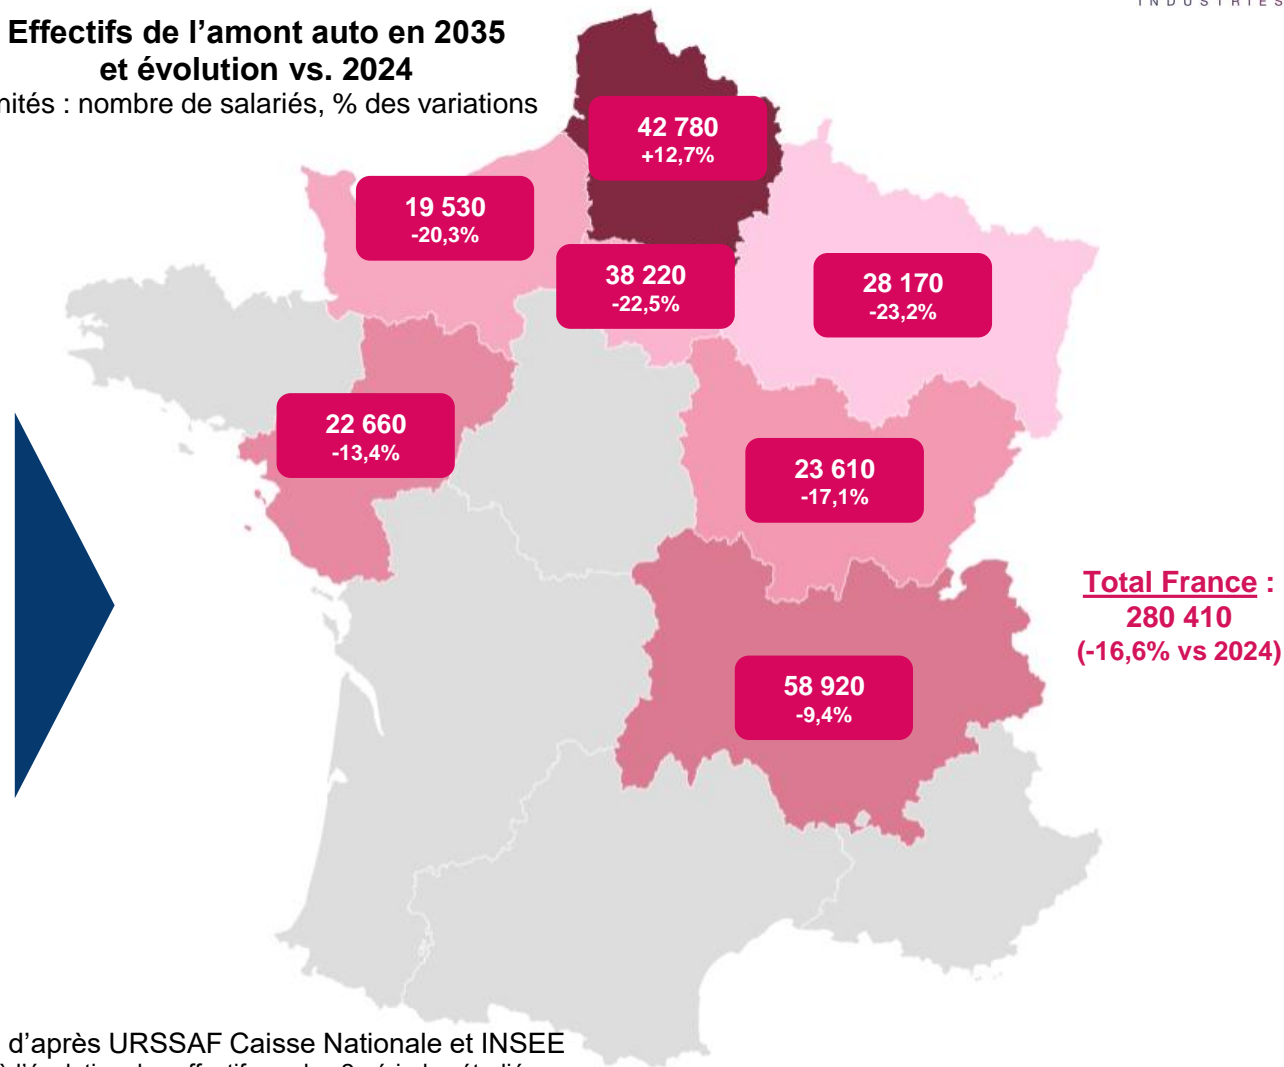 INDUSTRIES
Effectifs de l’amont auto en 2035
et évolution vs. 2024
nités : nombre de salariés, % des variations
42 780
+12,7%
19 530
-20,3%
38 220
-22,5%
28 170
-23,2%
22 660
-13,4%
23 610
-17,1%
Total France :
280 410
(-16,6% vs 2024)
58 920
-9,4%
d’après URSSAF Caisse Nationale et INSEE